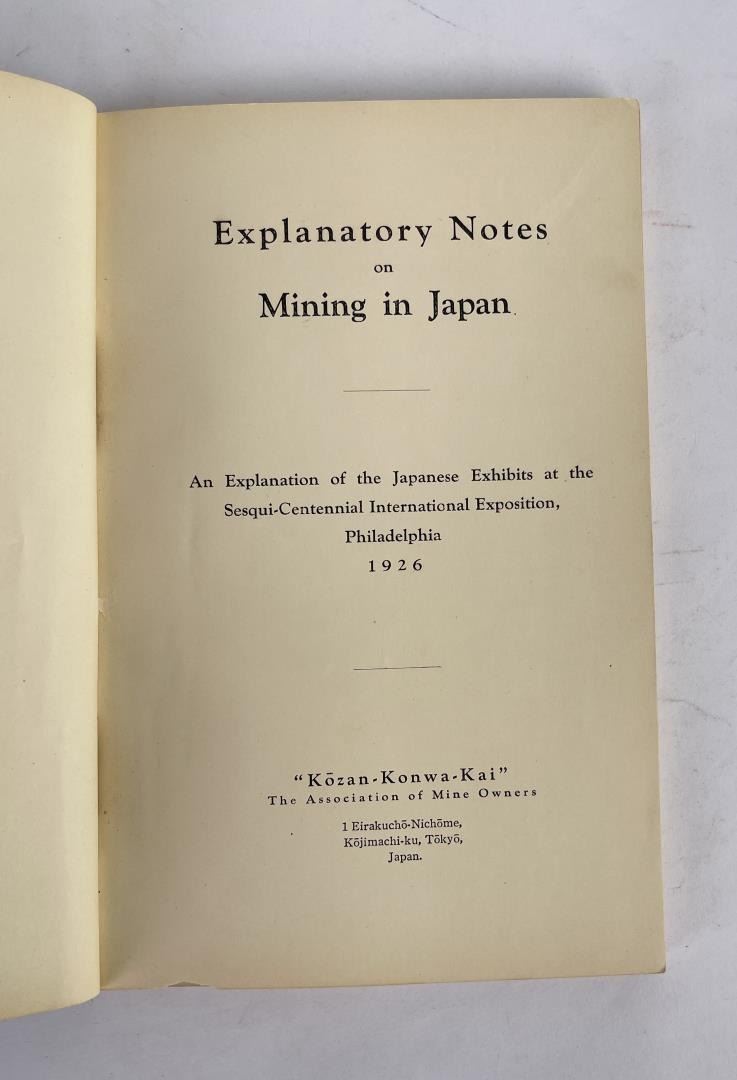 Explanatory Notes
on
Mining in Japan.
An Explanation of the Japanese Exhibits at the
Sesqui-Centennial International Exposition,
Philadelphia
1926
"Kōzan-Konwa-Kai"
The Association of Mine Owners
1 Eirakuchō-Nichōme,
Kōjimachi-ku, Tōkyō,
Japan.